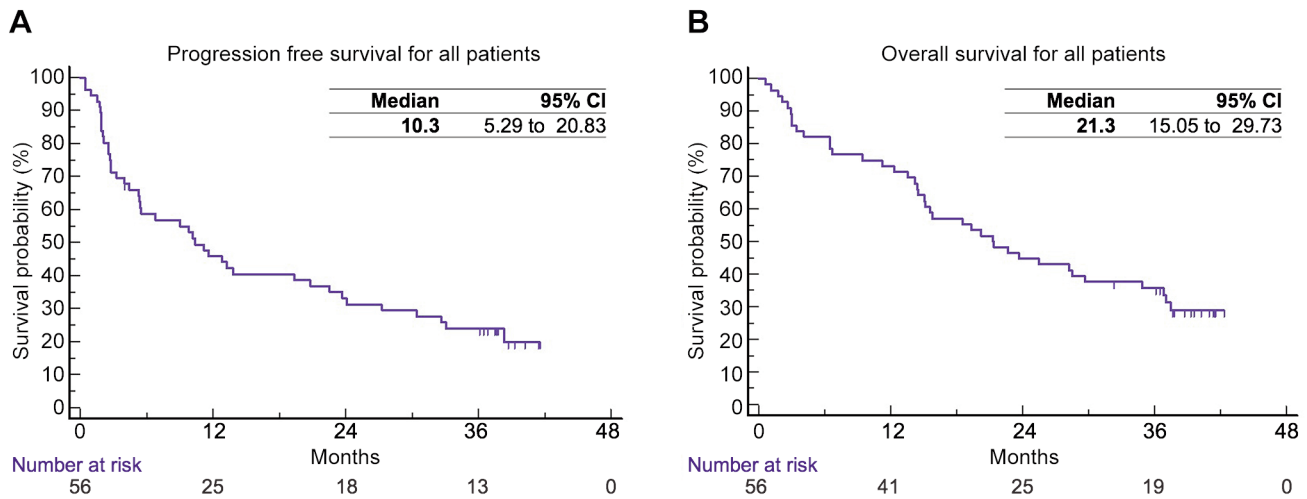 A
Progression free survival for all patients
Median 95% CI
10.3 5.29 to 20.83
Survival probability (%)
100
90
80
70
60
50
40
30
20
10
0
0 12 24 36 48
Months
Number at risk
56 25 18 13 0
B
Overall survival for all patients
Median 95% CI
21.3 15.05 to 29.73
Survival probability (%)
100
90
80
70
60
50
40
30
20
10
0
0 12 24 36 48
Months
Number at risk
56 41 25 19 0